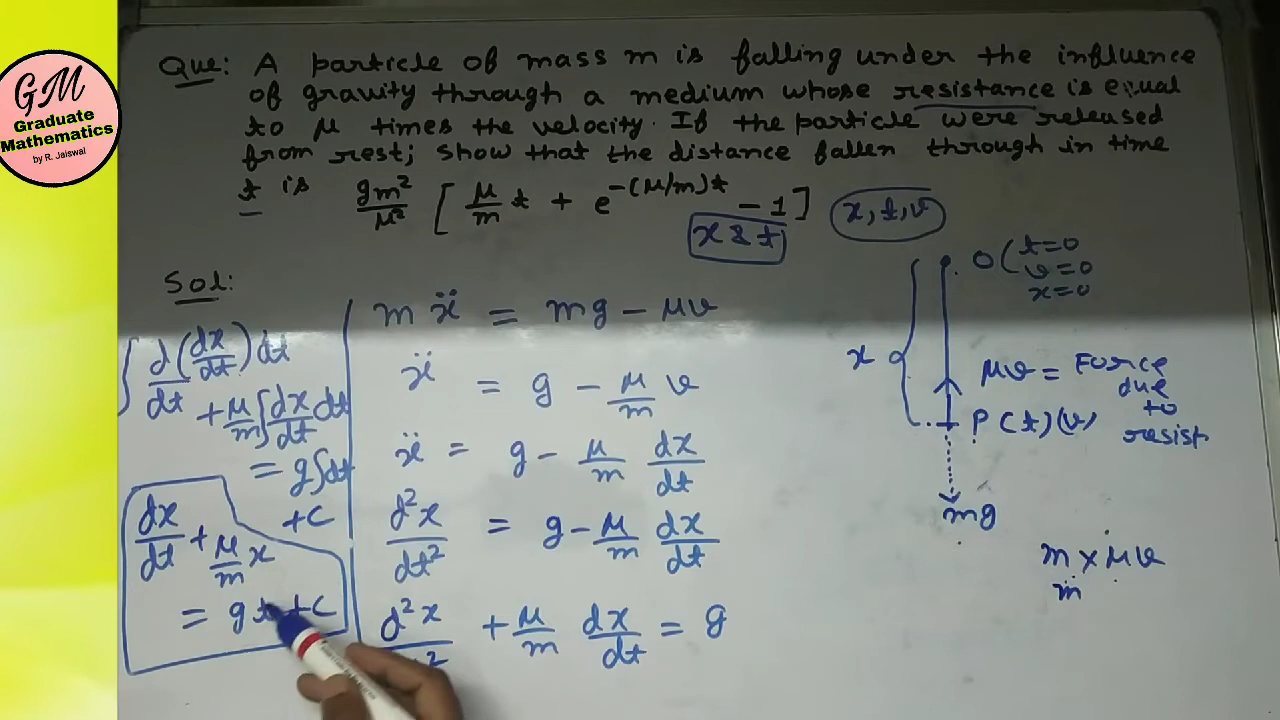 GM
Graduate
Mathematics
by R. Jaiswal
Que: A particle of mass m is falling under the influence
of gravity through a medium whose resistance is equal
to μ times the velocity. If the particle were released
from rest; show that the distance fallen through in time
t is gm²/μ² [ μ/m t + e^-(μ/m)t - 1 ]
x & t
x, t, v
Sol:
∫ d/dt (dx/dt) dt
+ μ/m ∫ dx/dt dt
= g∫dt
+c
dx/dt + μ/m x
= gt + c
m ẍ = mg - μv
ẍ = g - μ/m v
ẍ = g - μ/m dx/dt
d²x/dt² = g - μ/m dx/dt
d²x + μ/m dx/dt = g
O ( t=0
v=0
x=0
x
μv = Force
due
to
resist
P (t) (v)
mg
m × μv
m